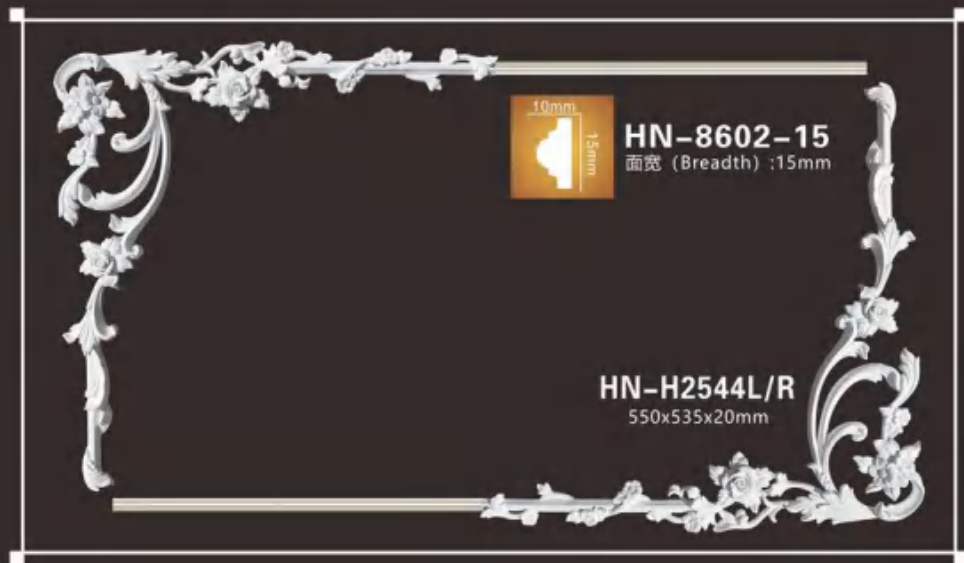 10mm
15mm
HN-8602-15
面宽 (Breadth) :15mm
HN-H2544L/R
550x535x20mm